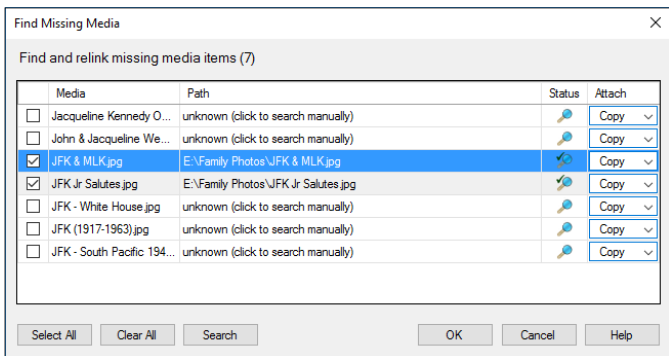 Find Missing Media
Find and relink missing media items (7)
Media Path Status Attach
Jacqueline Kennedy O... unknown (click to search manually) Copy
John & Jacqueline We... unknown (click to search manually) Copy
JFK & MLK.jpg E:\Family Photos\JFK & MLK.jpg Copy
JFK Jr Salutes.jpg E:\Family Photos\JFK Jr Salutes.jpg Copy
JFK - White House.jpg unknown (click to search manually) Copy
JFK (1917-1963).jpg unknown (click to search manually) Copy
JFK - South Pacific 194... unknown (click to search manually) Copy
Select All Clear All Search OK Cancel Help